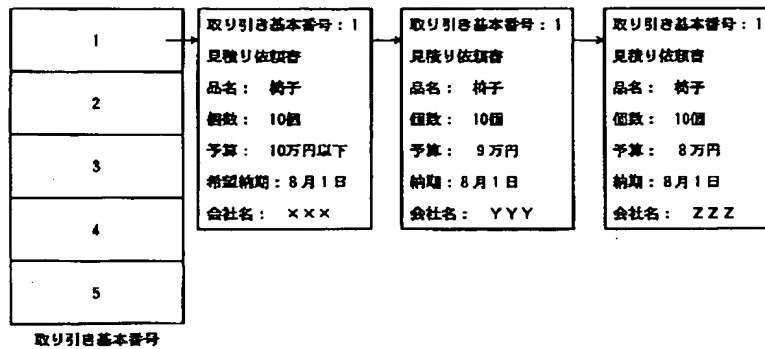 1
2
3
4
5
取り引き基本番号
取り引き基本番号：1
見積り依頼書
品名： 椅子
個数： 10個
予算： 10万円以下
希望納期：8月1日
会社名： ×××
取り引き基本番号：1
見積り依頼書
品名： 椅子
個数： 10個
予算： 9万円
納期：8月1日
会社名： YYY
取り引き基本番号：1
見積り依頼書
品名： 椅子
個数： 10個
予算： 8万円
納期：8月1日
会社名： ZZZ